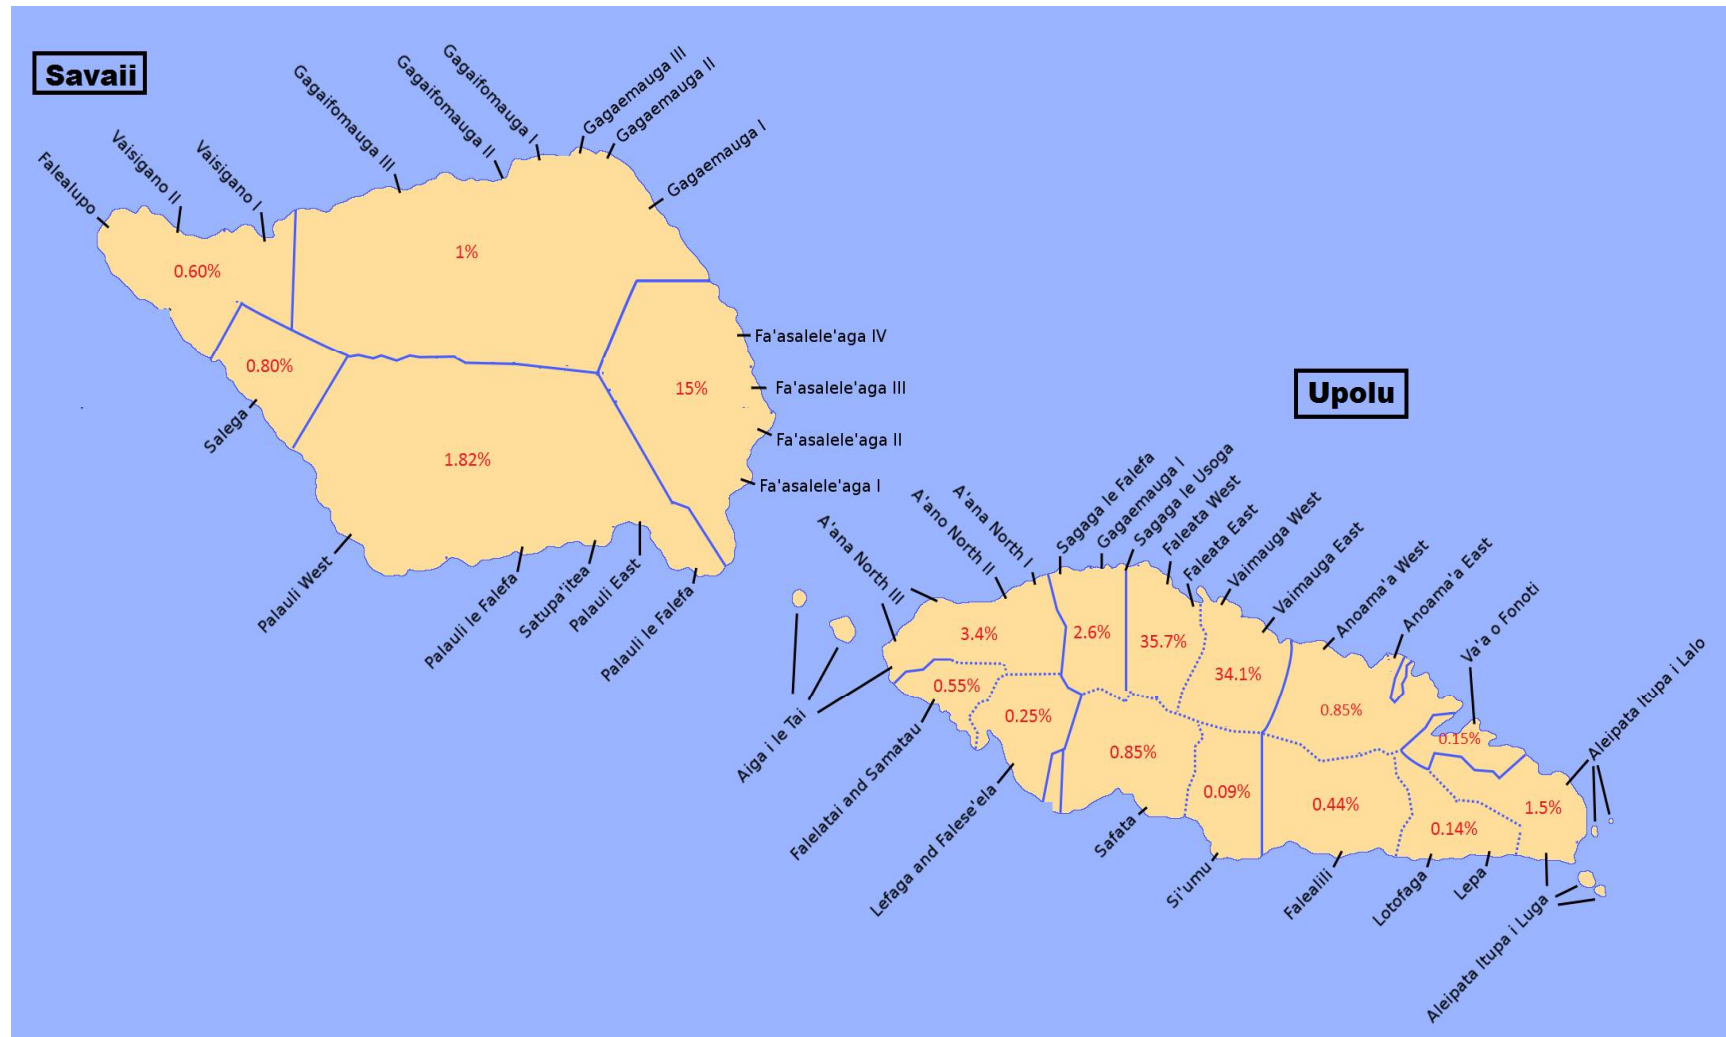 Savaii
Falealupo
Vaisigano II
Vaisigano I
Gagaifomauga III
Gagaifomauga II
Gagaifomauga I
Gagaemauga III
Gagaemauga II
Gagaemauga I
0.60%
1%
0.80%
15%
1.82%
Fa'asalele'aga IV
Fa'asalele'aga III
Fa'asalele'aga II
Fa'asalele'aga I
Salega
Palauli West
Palauli le Falefa
Satupa'itea
Palauli East
Palauli le Falefa
Upolu
A'ana North III
A'ano North II
A'ana North I
Sagaga le Falefa
Gagaemauga I
Sagaga le Usoga
Faleata West
Faleata East
Vaimauga West
Vaimauga East
Anoama'a West
Anoama'a East
Va'a o Fonoti
Aleipata Itupa i Lalo
3.4%
2.6%
35.7%
34.1%
0.55%
0.25%
0.85%
0.15%
0.85%
0.09%
0.44%
0.14%
1.5%
Aiga i le Tai
Falelatai and Samatau
Lefaga and Falese'ela
Safata
Si'umu
Falealili
Lotofaga
Lepa
Aleipata Itupa i Luga